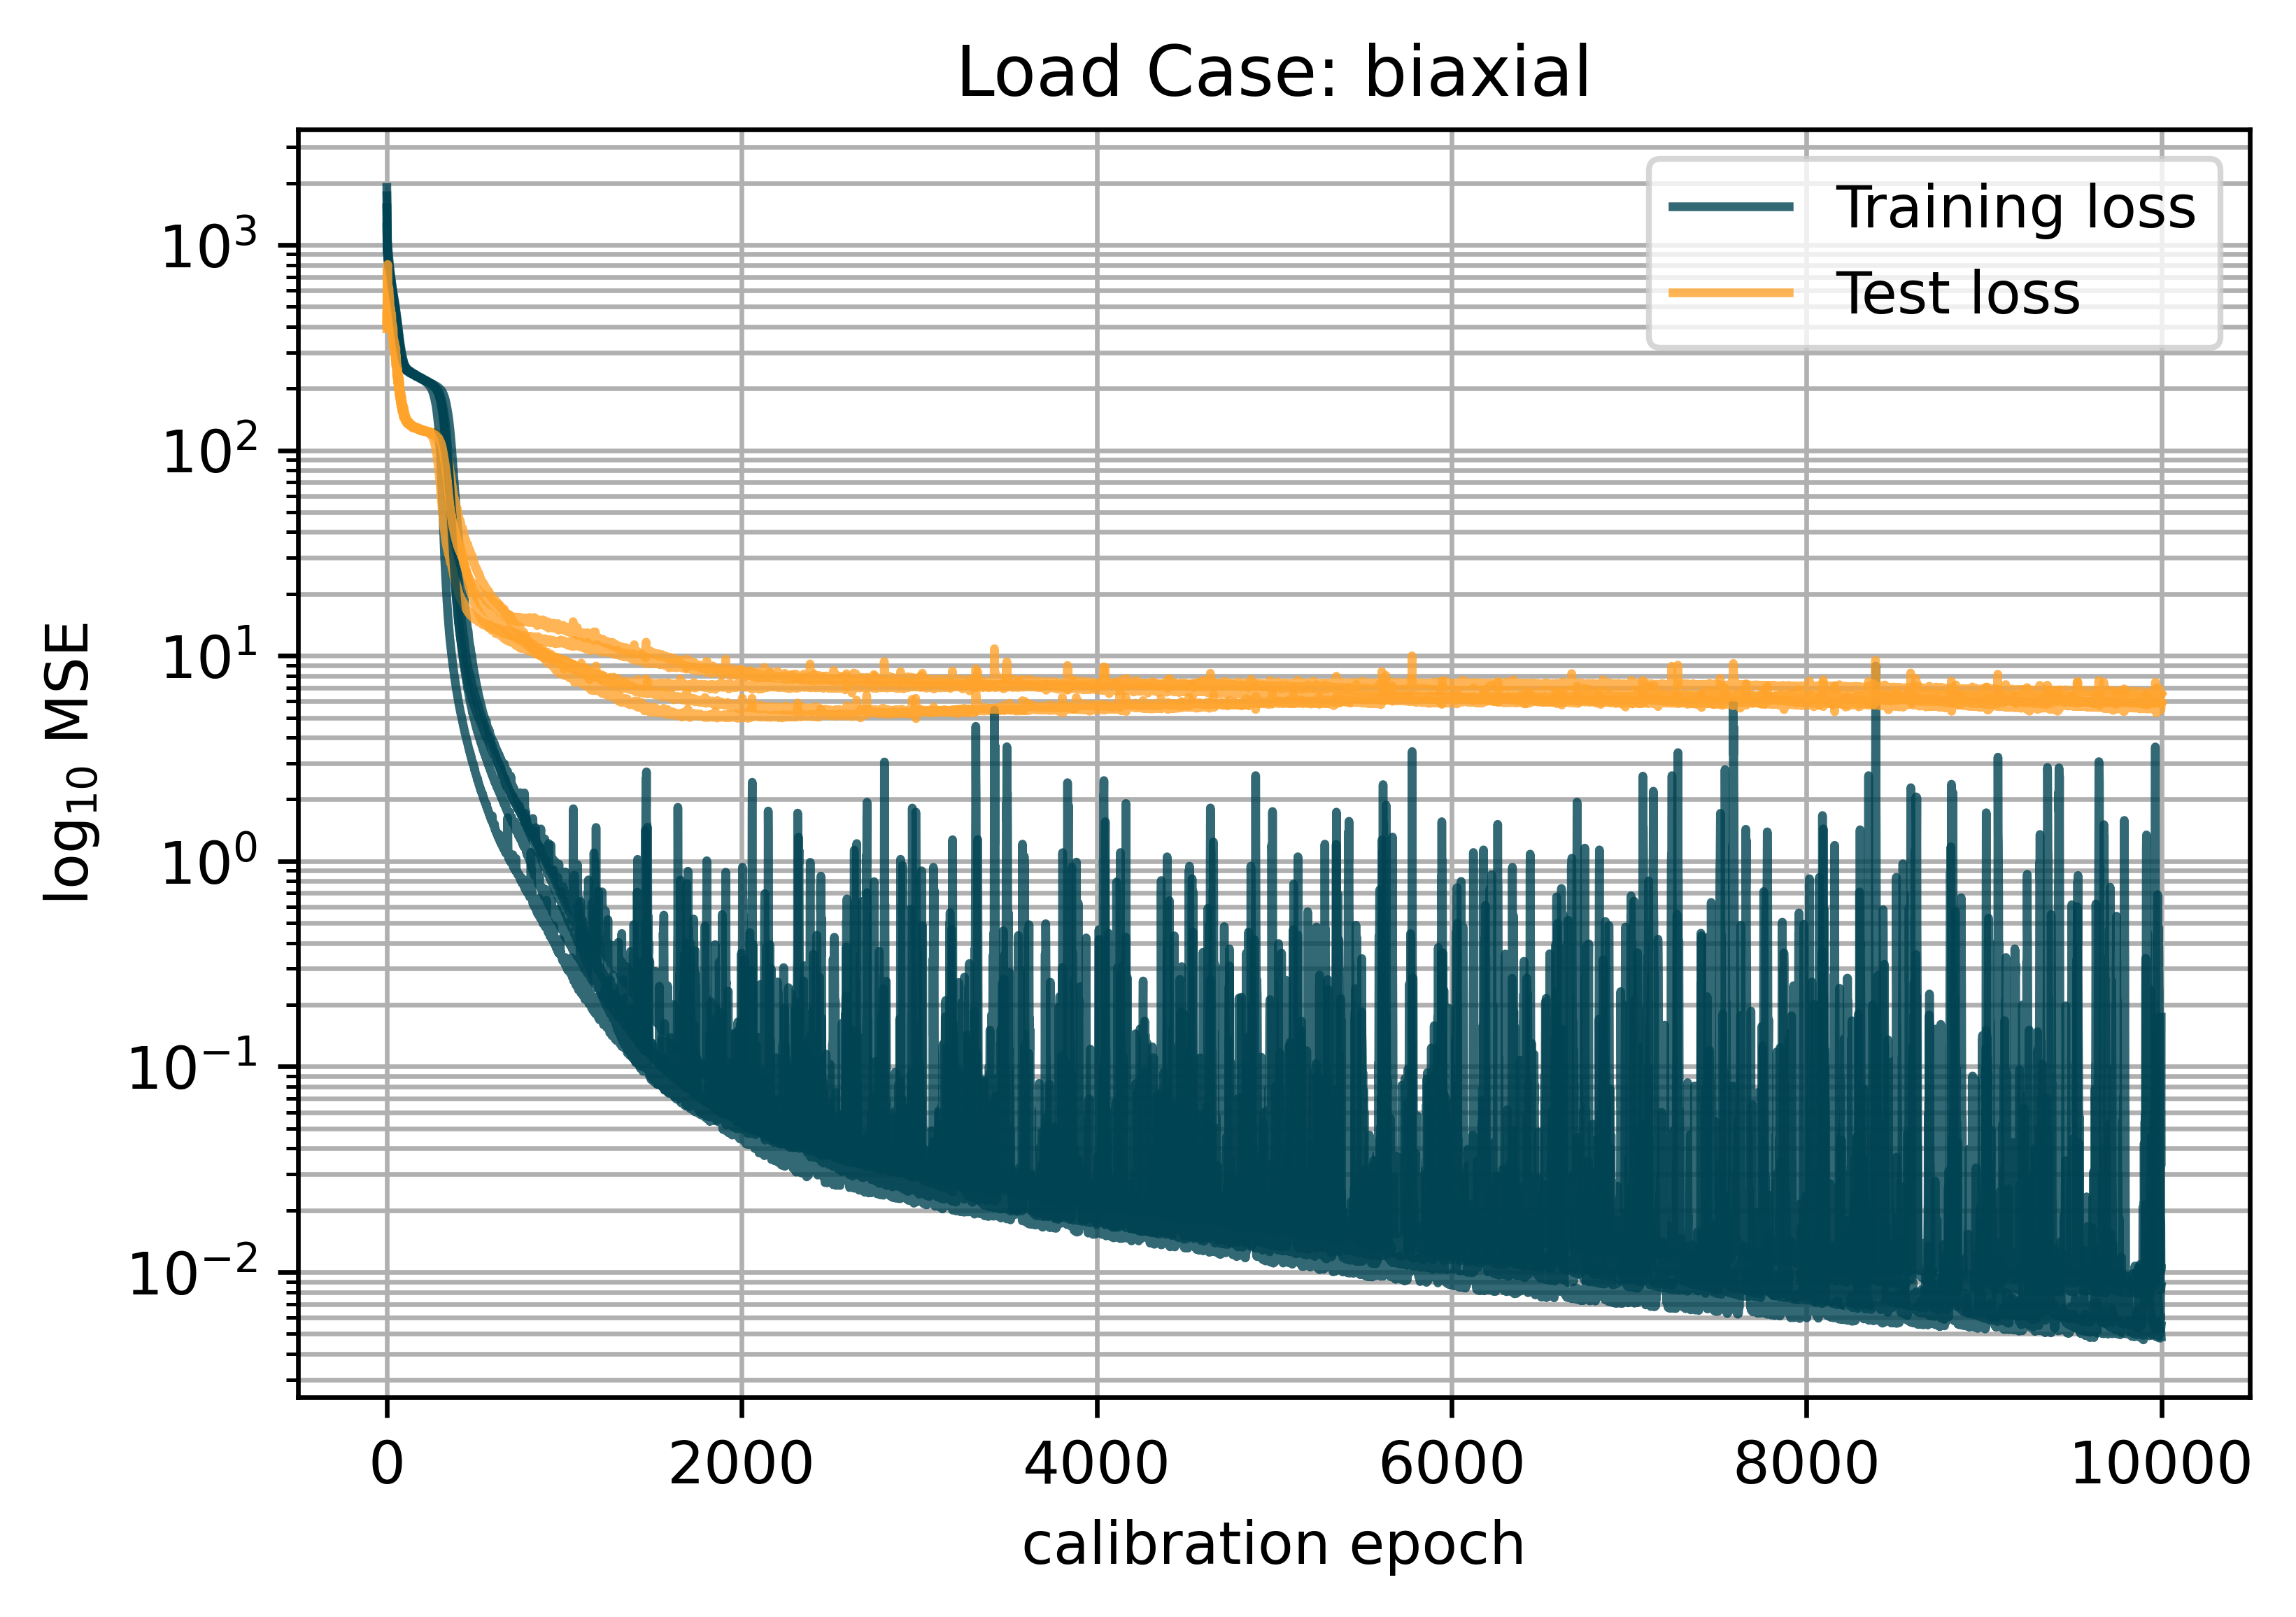 Load Case: biaxial
Training loss
Test loss
10³
10²
10¹
10⁰
10⁻¹
10⁻²
log₁₀ MSE
0 2000 4000 6000 8000 10000
calibration epoch